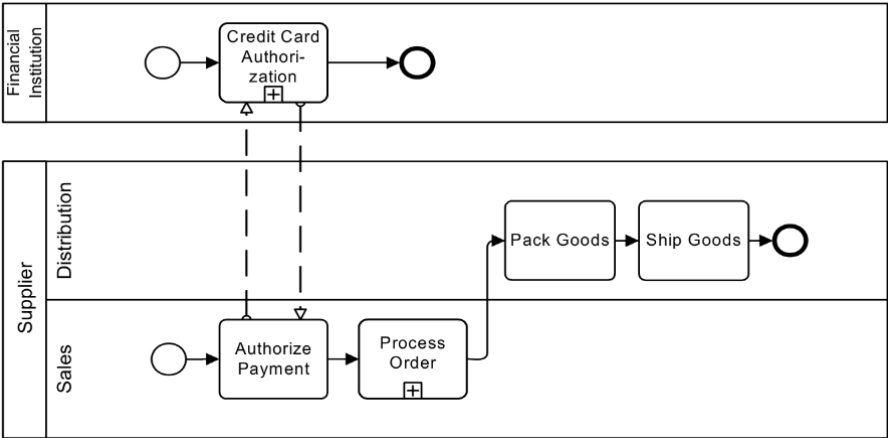 Financial
Institution
Credit Card
Authori-
zation
Supplier
Distribution
Pack Goods
Ship Goods
Sales
Authorize
Payment
Process
Order